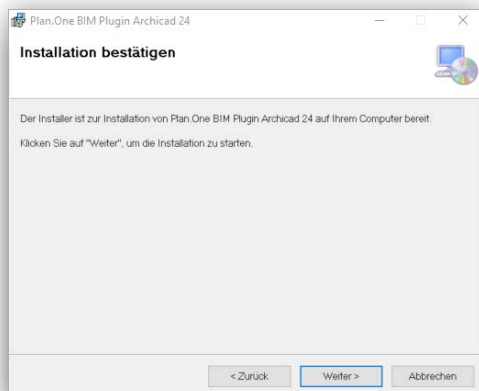 Plan.One BIM Plugin Archicad 24
Installation bestätigen
Der Installer ist zur Installation von Plan.One BIM Plugin Archicad 24 auf Ihrem Computer bereit.
Klicken Sie auf "Weiter", um die Installation zu starten.
< Zurück
Weiter >
Abbrechen